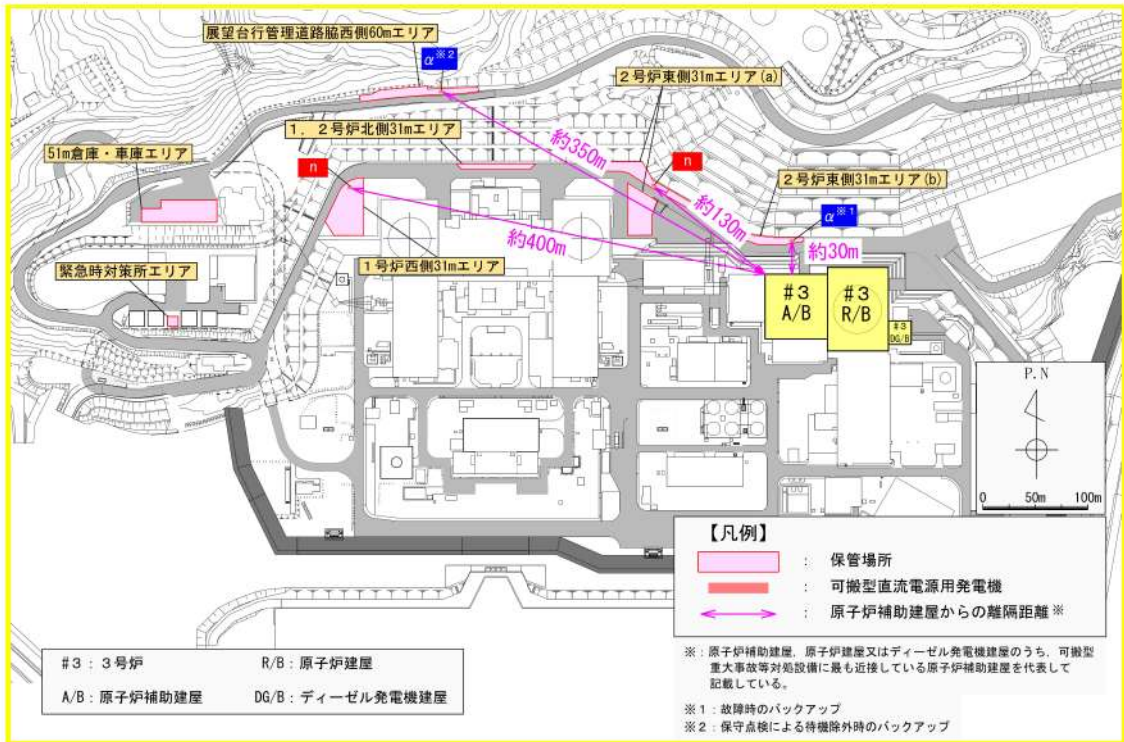 展望台行管理道路脇西側60mエリア
α※2
2号炉東側31mエリア(a)
1．2号炉北側31mエリア
約350m
51m倉庫・車庫エリア
n
n
2号炉東側31mエリア(b)
約130m
α※1
約400m
約30m
緊急時対策所エリア
1号炉西側31mエリア
#3
A/B
#3
R/B
#3
DG/B
P.N
0 50m 100m
【凡例】
： 保管場所
： 可搬型直流電源用発電機
： 原子炉補助建屋からの離隔距離※
#3：3号炉 R/B：原子炉建屋
A/B：原子炉補助建屋 DG/B：ディーゼル発電機建屋
※：原子炉補助建屋，原子炉建屋又はディーゼル発電機建屋のうち，可搬型
重大事故等対処設備に最も近接している原子炉補助建屋を代表して
記載している。
※1：故障時のバックアップ
※2：保守点検による待機除外時のバックアップ